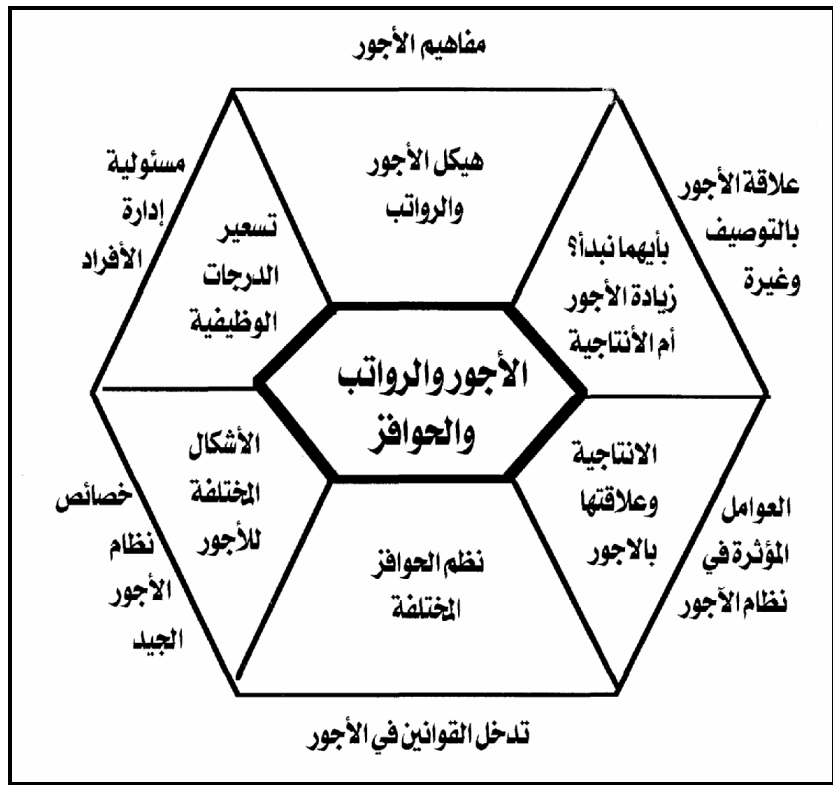 مفاهيم الأجور
علاقة الأجور
بالتوصيف
وغيرة
هيكل الأجور
والرواتب
مسئولية
إدارة
الأفراد
بأيهما نبدأ؟
زيادة الأجور
أم الأنتاجية
تسعير
الدرجات
الوظيفية
الأجور والرواتب
والحوافز
الانتاجية
وعلاقتها
بالاجور
الأشكال
المختلفة
للأجور
العوامل
المؤثرة في
نظام الآجور
نظم الحوافز
المختلفة
خصائص
نظام
الأجور
الجيد
تدخل القوانين في الأجور